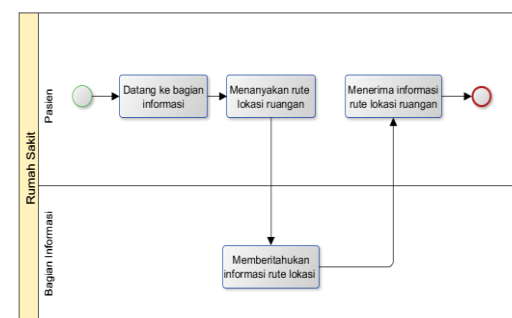 Rumah Sakit
Pasien
Datang ke bagian
informasi
Menanyakan rute
lokasi ruangan
Menerima informasi
rute lokasi ruangan
Bagian Informasi
Memberitahukan
informasi rute lokasi